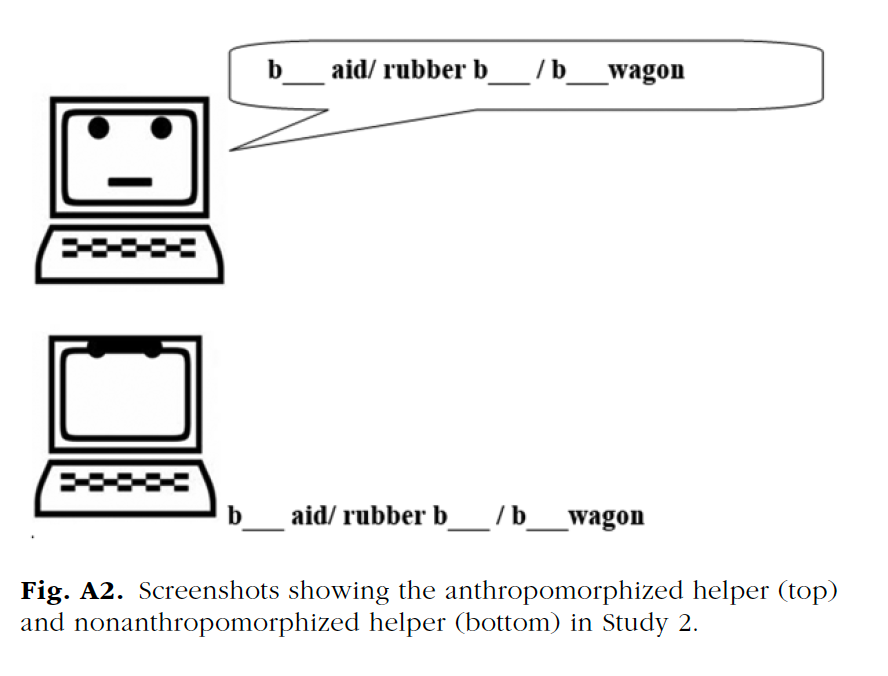 b___ aid/ rubber b___ / b___wagon
b___ aid/ rubber b___ / b___wagon
Fig. A2. Screenshots showing the anthropomorphized helper (top)
and nonanthropomorphized helper (bottom) in Study 2.